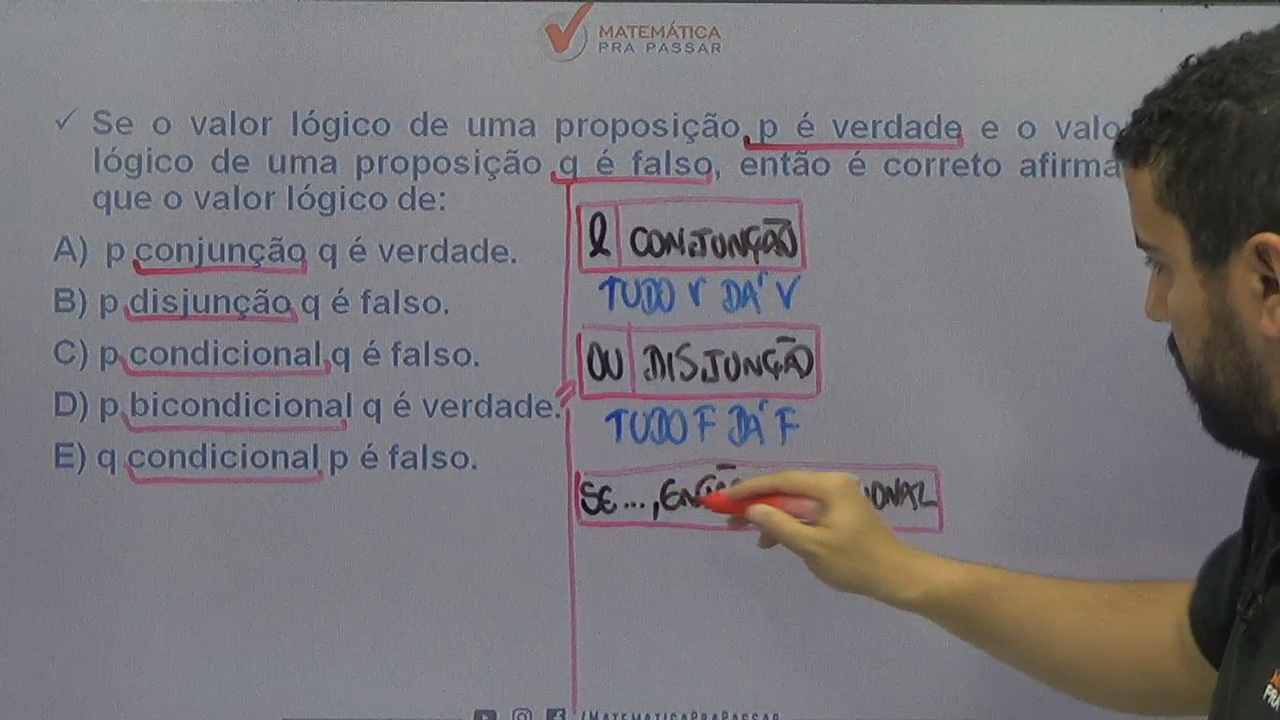 MATEMÁTICA
PRA PASSAR
✓ Se o valor lógico de uma proposição p é verdade e o
lógico de uma proposição q é falso, então é correto
que o valor lógico de:
A) p conjunção q é verdade.
B) p disjunção q é falso.
C) p condicional q é falso.
D) p bicondicional q é verdade.
E) q condicional p é falso.
e CONJUNÇÃO
TUDO V DÁ V
OU DISJUNÇÃO
TUDO F DÁ F
SE...,
/MATEMATICAPRAPASSAR